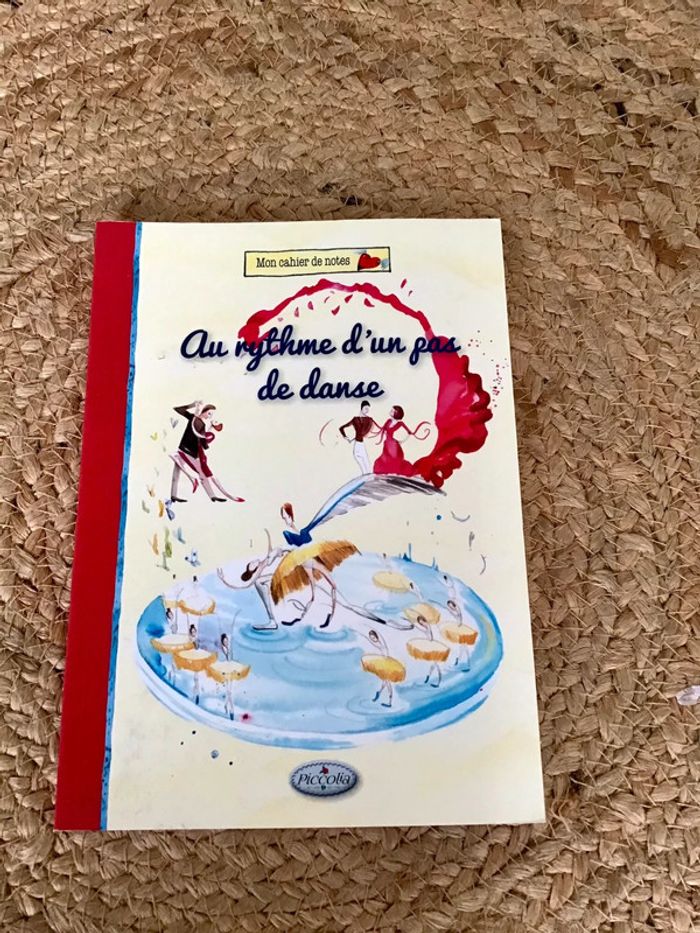 Mon cahier de notes
Au rythme d'un pas
de danse
Piccolia